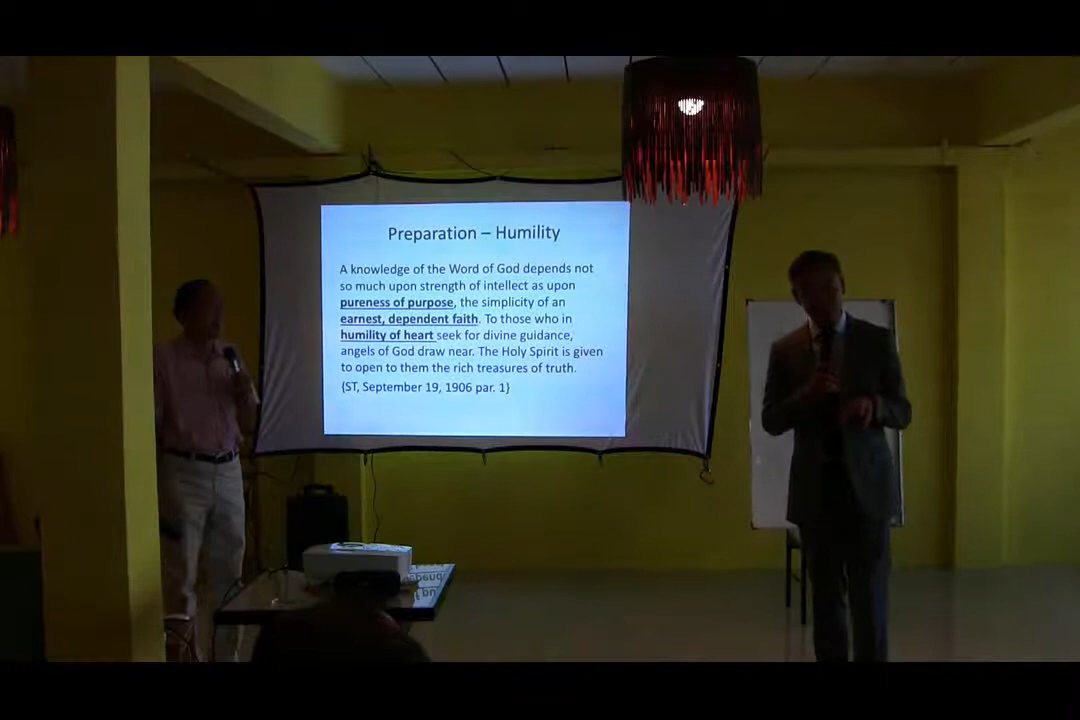 Preparation – Humility
A knowledge of the Word of God depends not
so much upon strength of intellect as upon
pureness of purpose, the simplicity of an
earnest, dependent faith. To those who in
humility of heart seek for divine guidance,
angels of God draw near. The Holy Spirit is given
to open to them the rich treasures of truth.
{ST, September 19, 1906 par. 1}